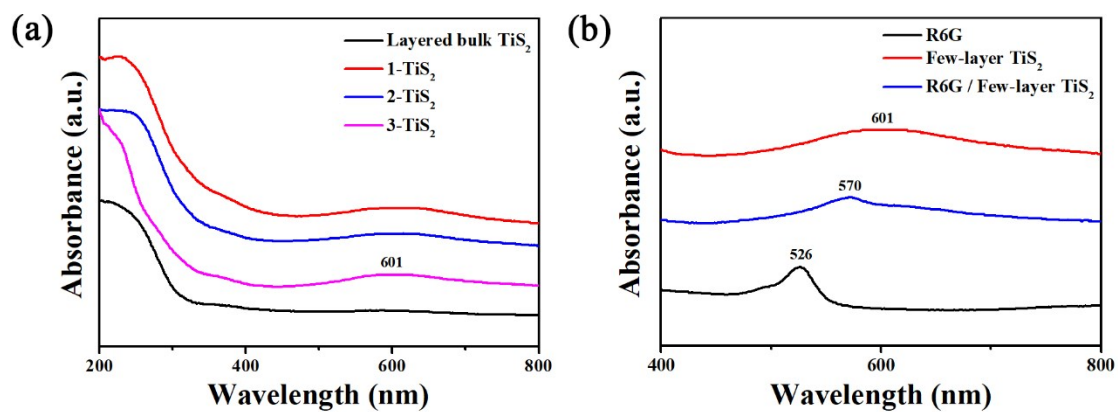 (a)
Layered bulk TiS₂
1-TiS₂
2-TiS₂
3-TiS₂
601
Absorbance (a.u.)
200 400 600 800
Wavelength (nm)
(b)
R6G
Few-layer TiS₂
R6G / Few-layer TiS₂
601
570
526
Absorbance (a.u.)
400 600 800
Wavelength (nm)